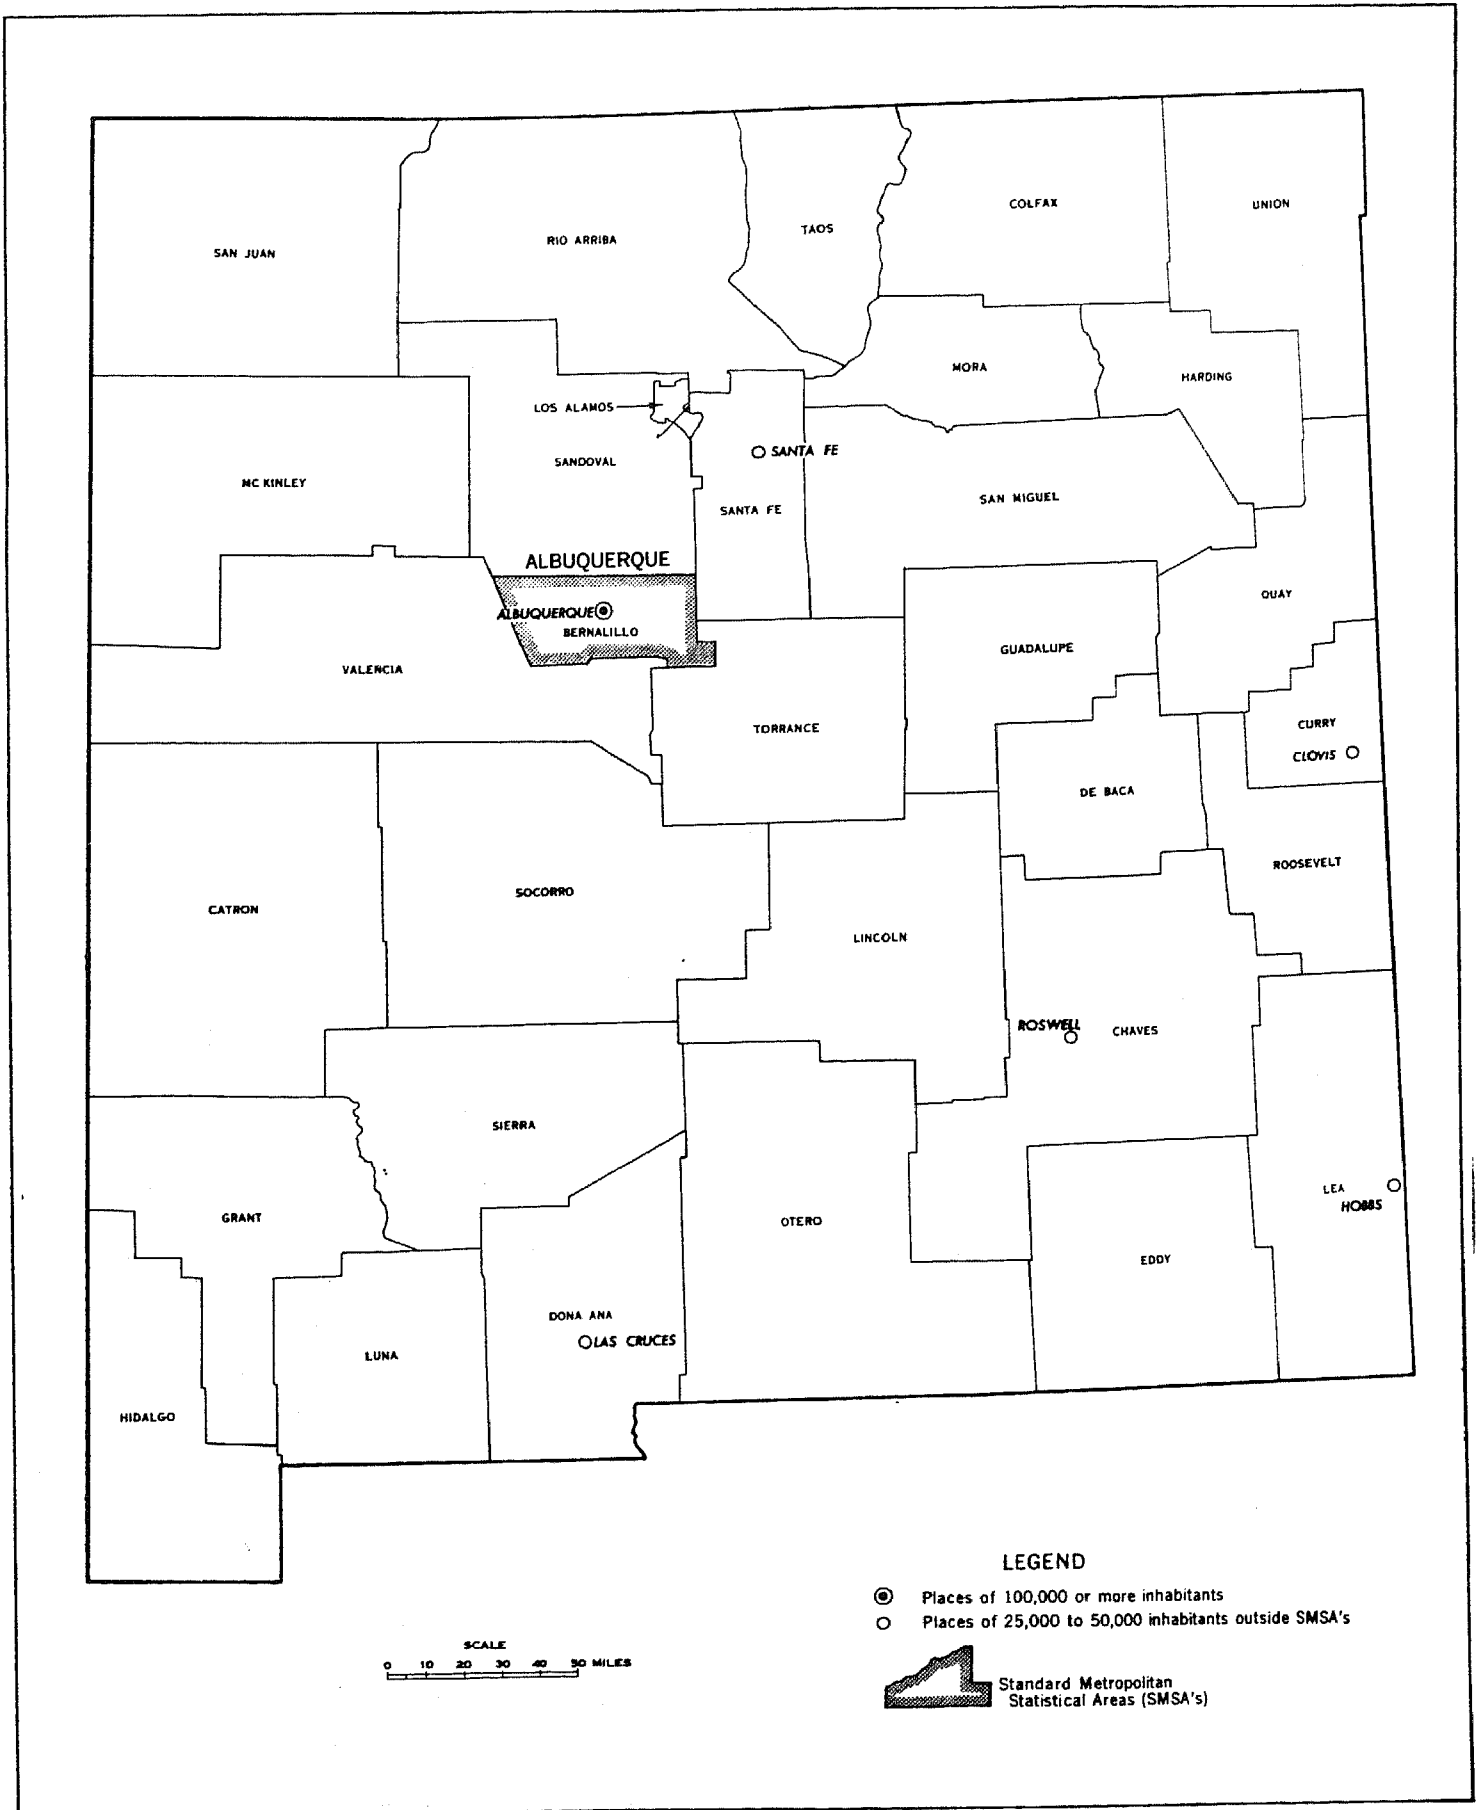 COLFAX
UNION
TAOS
RIO ARRIBA
SAN JUAN
MORA
HARDING
LOS ALAMOS
SANTA FE
SANDOVAL
MC KINLEY
SAN MIGUEL
SANTA FE
ALBUQUERQUE
QUAY
ALBUQUERQUE
BERNALILLO
GUADALUPE
VALENCIA
CURRY
TORRANCE
CLOVIS
DE BACA
ROOSEVELT
SOCORRO
CATRON
LINCOLN
ROSWELL
CHAVES
SIERRA
LEA
HOBBS
GRANT
OTERO
EDDY
DONA ANA
LAS CRUCES
LUNA
HIDALGO
LEGEND
Places of 100,000 or more inhabitants
Places of 25,000 to 50,000 inhabitants outside SMSA's
SCALE
0 10 20 30 40 50 MILES
Standard Metropolitan
Statistical Areas (SMSA's)